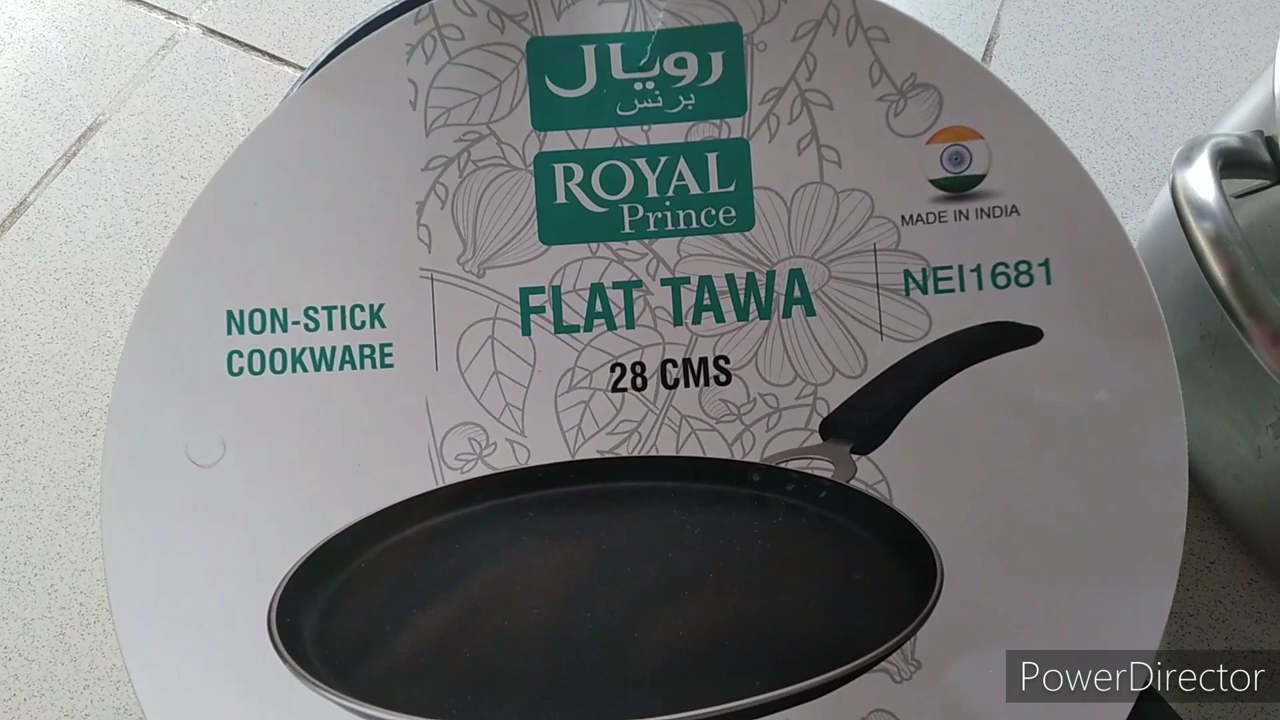 رويال
برنس
ROYAL
Prince
MADE IN INDIA
NON-STICK
COOKWARE
FLAT TAWA
28 CMS
NEI1681
PowerDirector